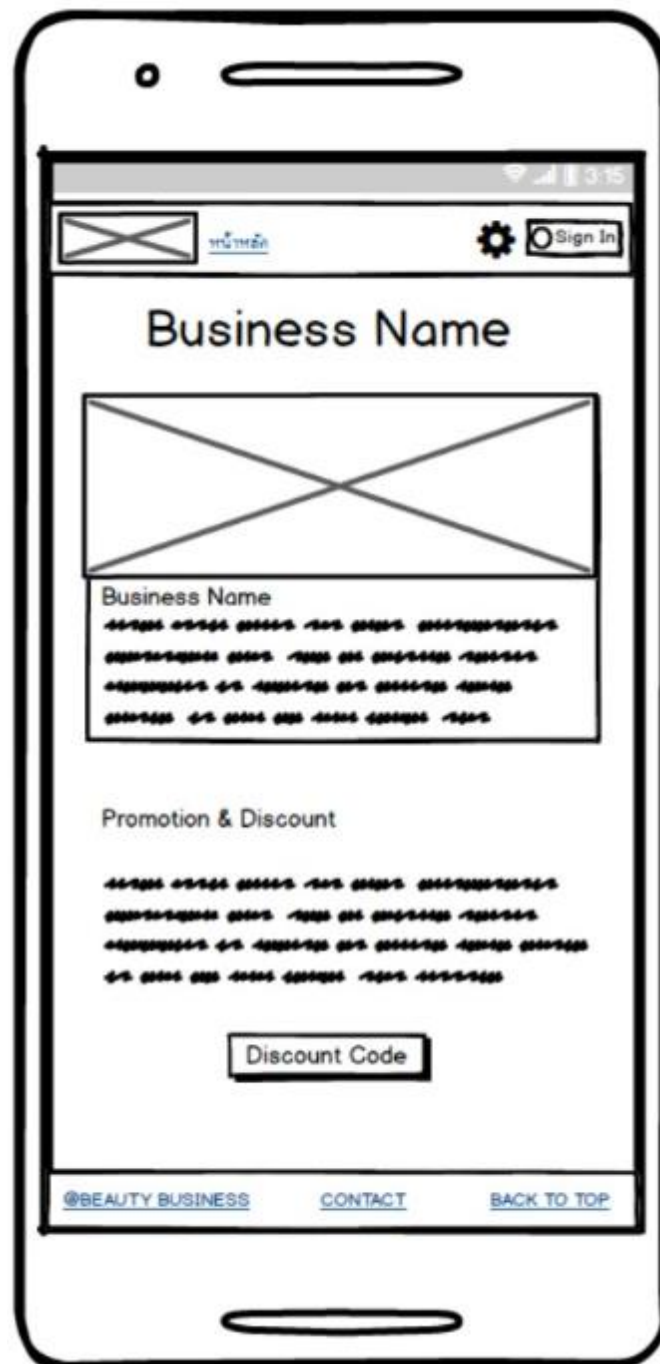 3:15
หน้าหลัก
Sign In
Business Name
Business Name
Promotion & Discount
Discount Code
@BEAUTY BUSINESS CONTACT BACK TO TOP